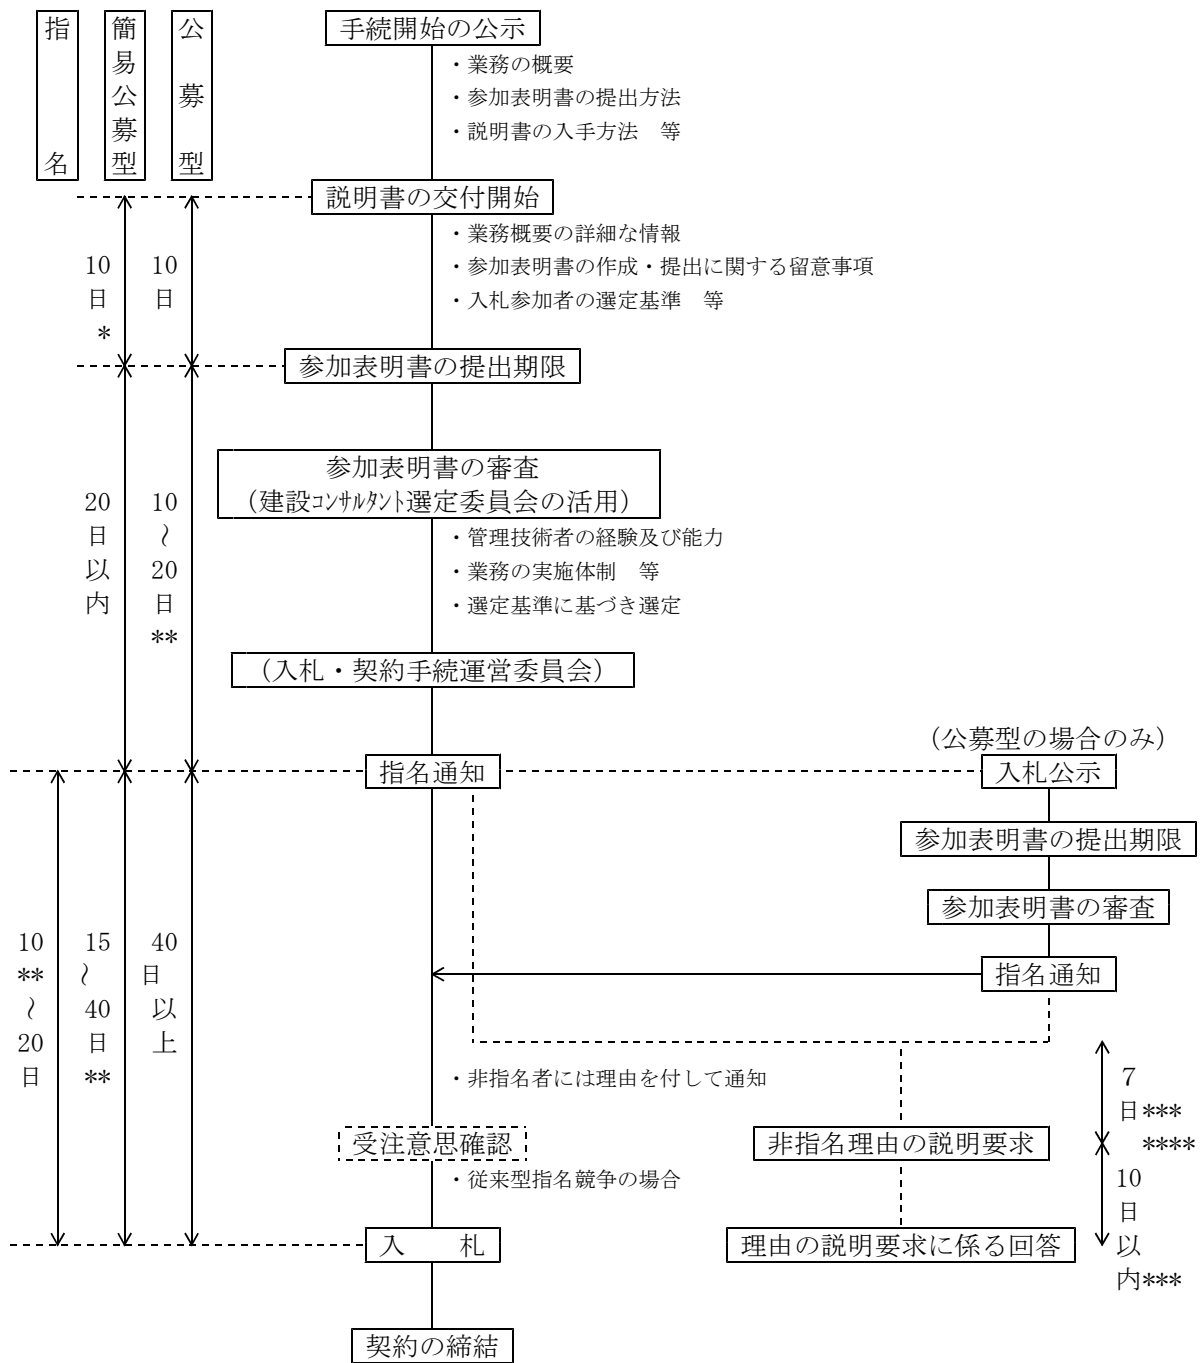 指名
簡易公募型
公募型
手続開始の公示
・業務の概要
・参加表明書の提出方法
・説明書の入手方法　等
説明書の交付開始
・業務概要の詳細な情報
・参加表明書の作成・提出に関する留意事項
・入札参加者の選定基準　等
10日*
10日
参加表明書の提出期限
参加表明書の審査
（建設ｺﾝｻﾙﾀﾝﾄ選定委員会の活用）
・管理技術者の経験及び能力
・業務の実施体制　等
・選定基準に基づき選定
20日以内
10～20日**
（入札・契約手続運営委員会）
（公募型の場合のみ）
指名通知
入札公示
参加表明書の提出期限
参加表明書の審査
指名通知
10**～20日
15～40日**
40日以上
・非指名者には理由を付して通知
7日***
****
受注意思確認
非指名理由の説明要求
・従来型指名競争の場合
10日以内***
入　　札
理由の説明要求に係る回答
契約の締結